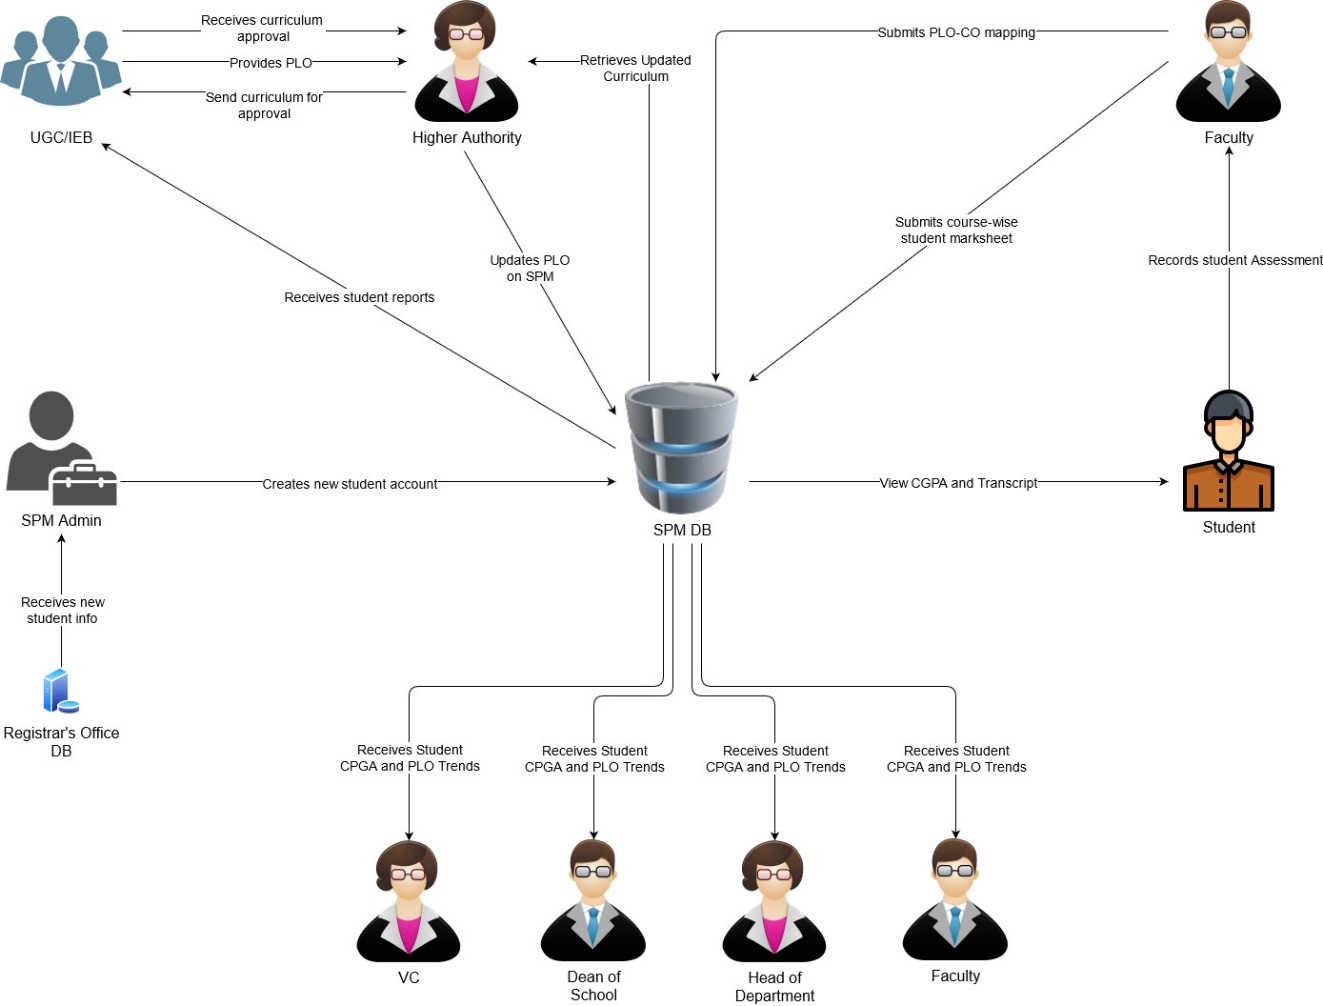 Receives curriculum
approval
Provides PLO
Send curriculum for
approval
UGC/IEB
Higher Authority
Retrieves Updated
Curriculum
Submits PLO-CO mapping
Faculty
Submits course-wise
student marksheet
Records student Assessment
Updates PLO
on SPM
Receives student reports
SPM Admin
Creates new student account
SPM DB
View CGPA and Transcript
Student
Receives new
student info
Registrar's Office
DB
Receives Student
CPGA and PLO Trends
Receives Student
CPGA and PLO Trends
Receives Student
CPGA and PLO Trends
Receives Student
CPGA and PLO Trends
VC
Dean of
School
Head of
Department
Faculty